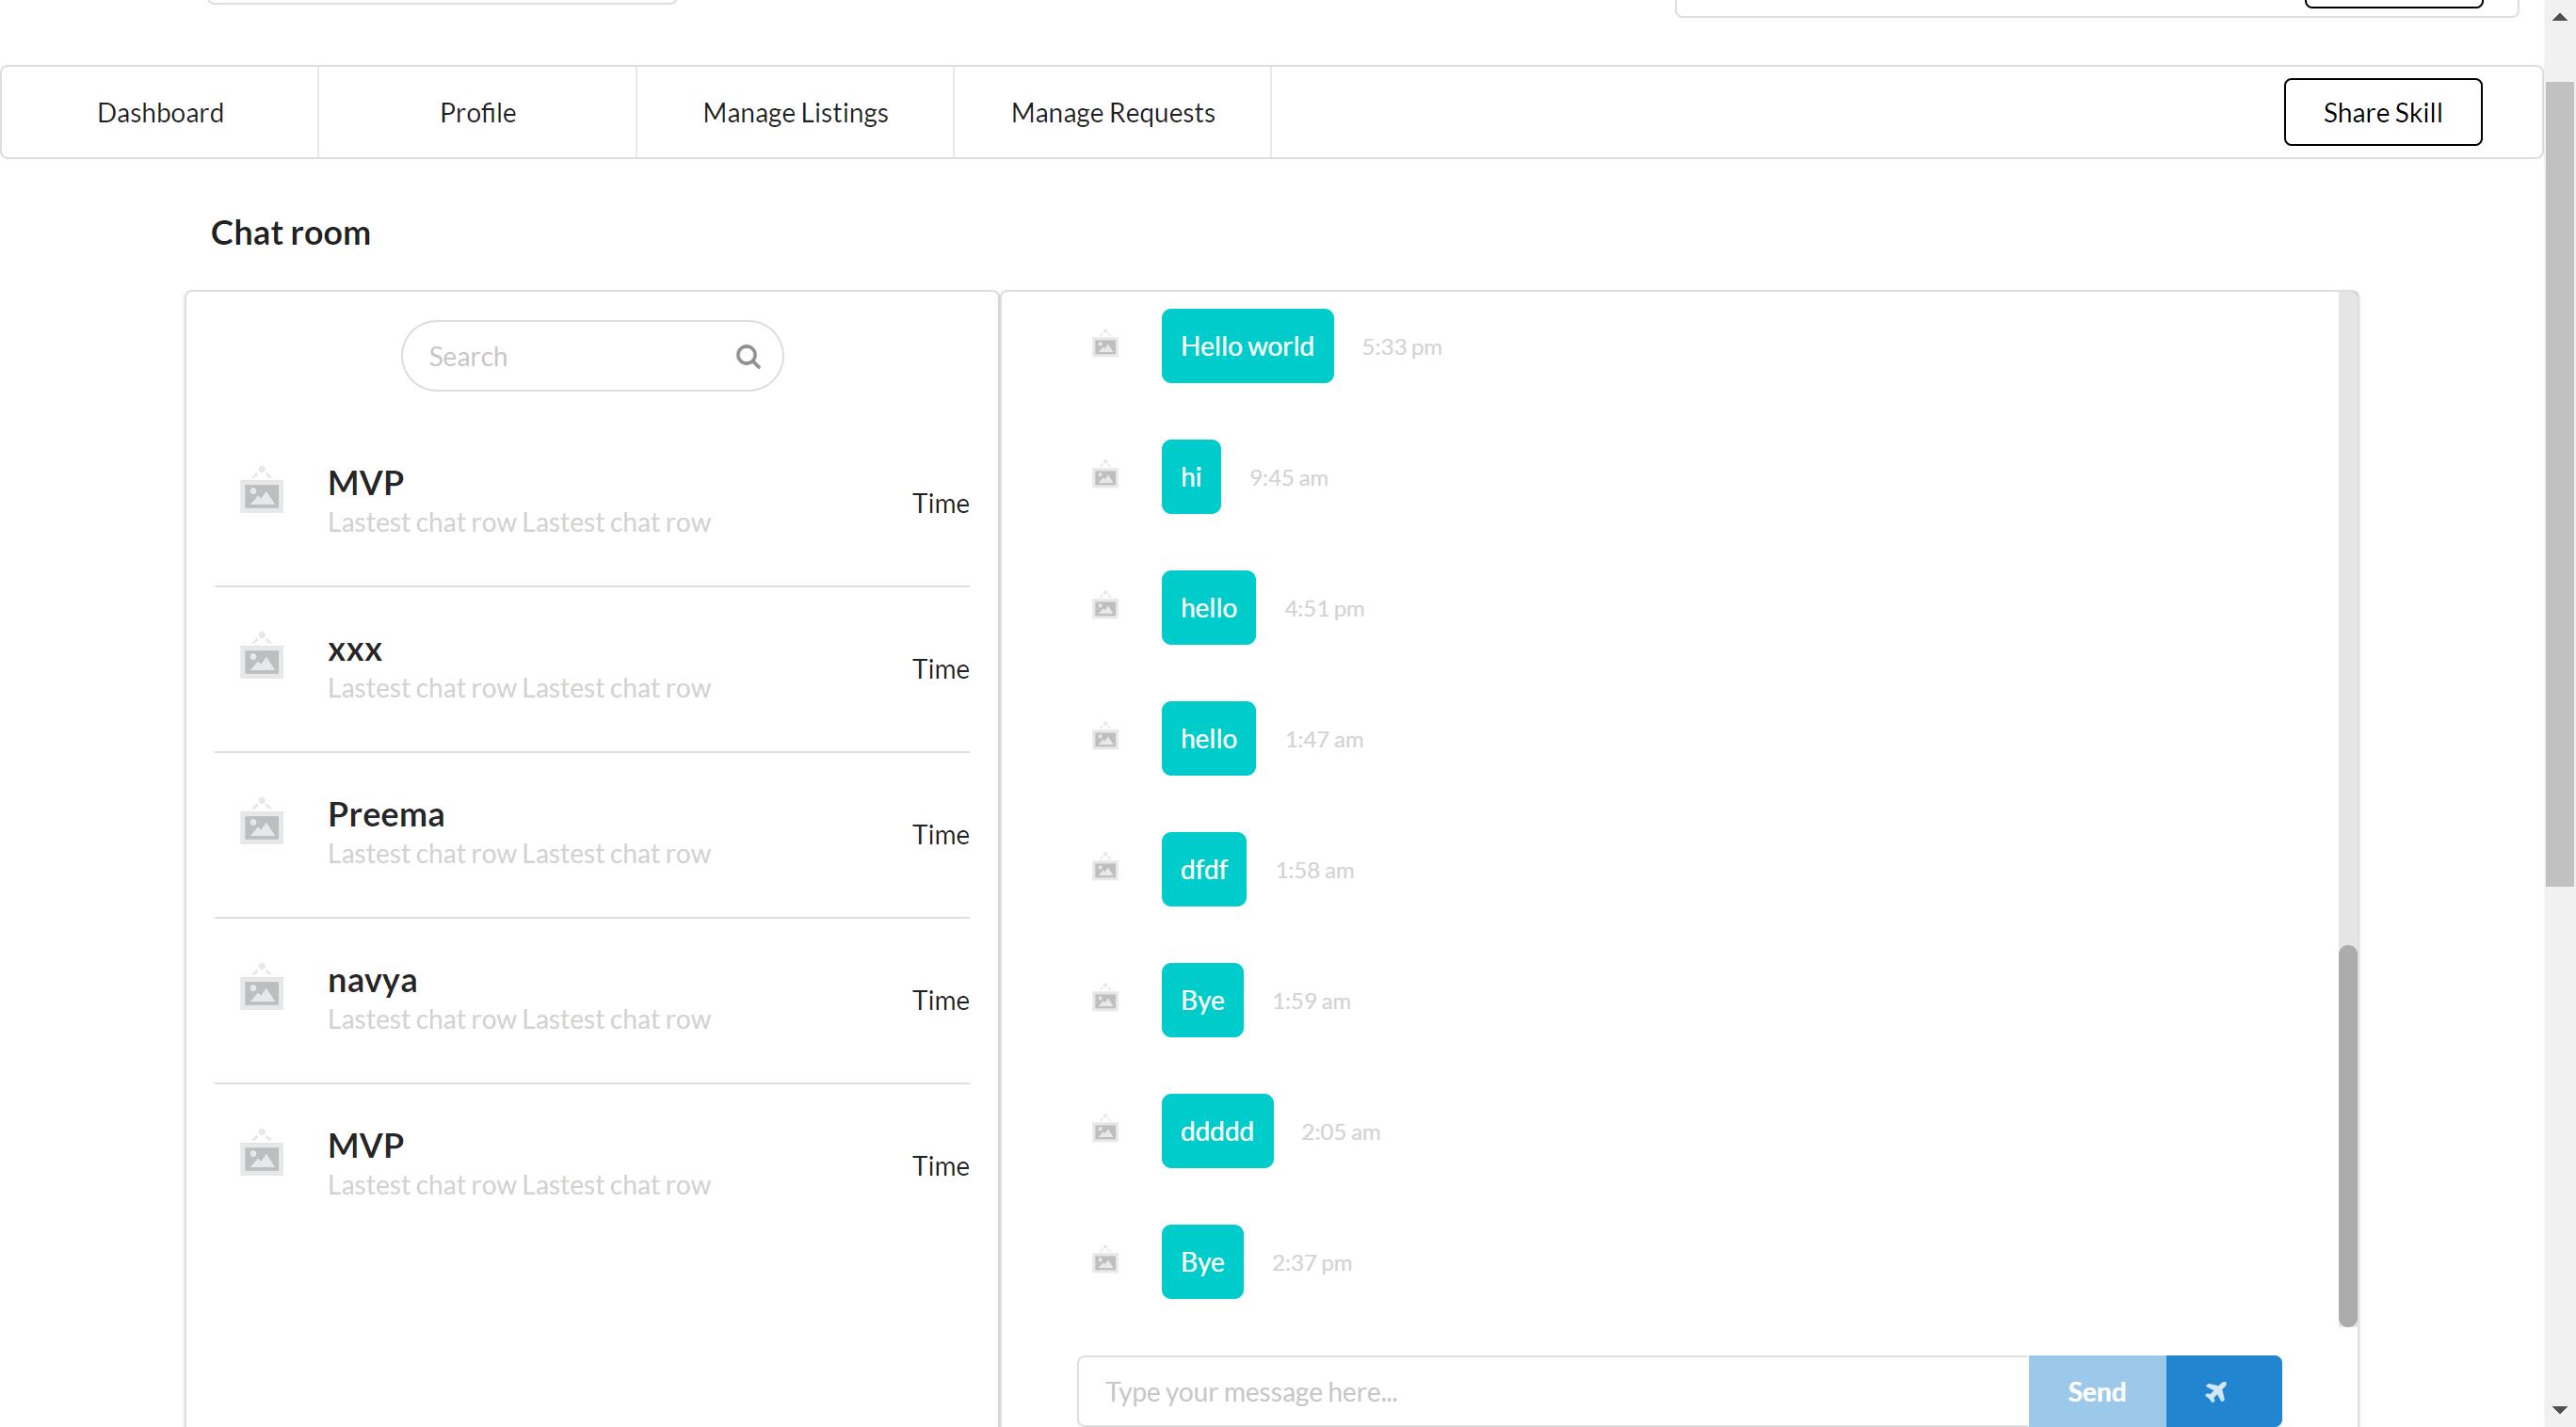 Dashboard
Profile
Manage Listings
Manage Requests
Share Skill
Chat room
Search
MVP
Lastest chat row Lastest chat row
Time
xxx
Lastest chat row Lastest chat row
Time
Preema
Lastest chat row Lastest chat row
Time
navya
Lastest chat row Lastest chat row
Time
MVP
Lastest chat row Lastest chat row
Time
Hello world 5:33 pm
hi 9:45 am
hello 4:51 pm
hello 1:47 am
dfdf 1:58 am
Bye 1:59 am
ddddd 2:05 am
Bye 2:37 pm
Type your message here...
Send